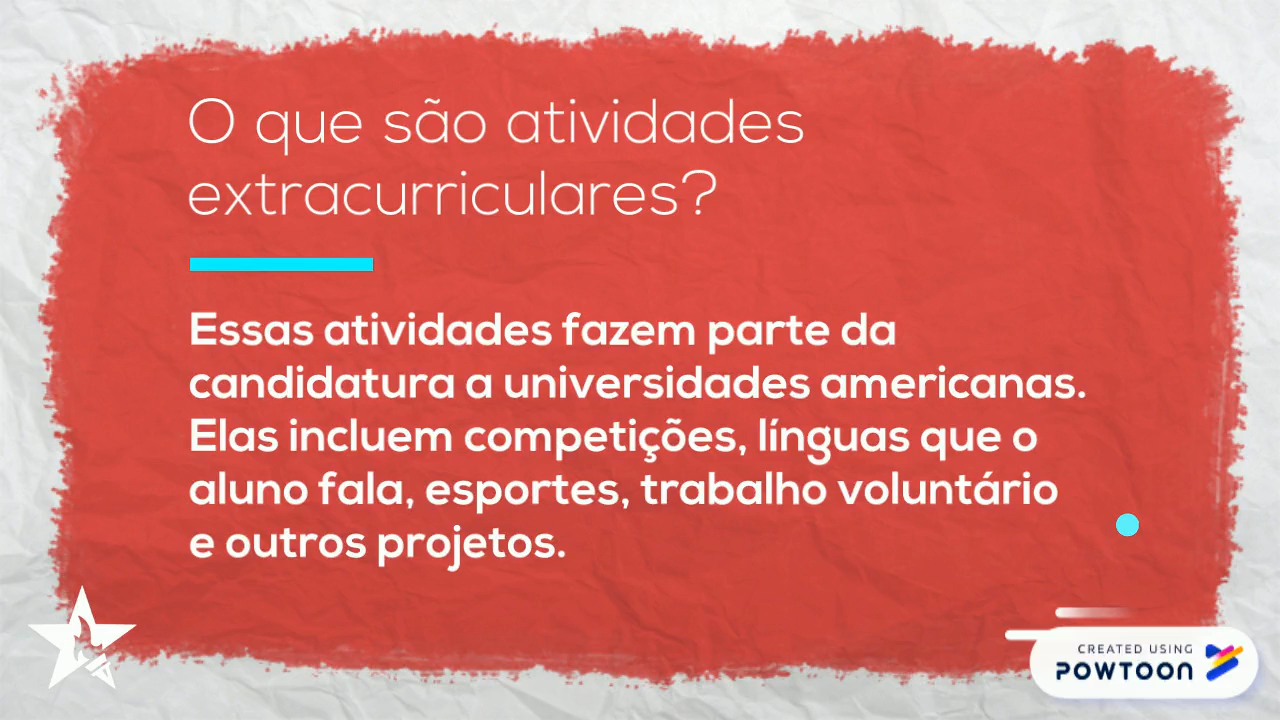 O que são atividades
extracurriculares?
Essas atividades fazem parte da
candidatura a universidades americanas.
Elas incluem competições, línguas que o
aluno fala, esportes, trabalho voluntário
e outros projetos.
CREATED USING
POWTOON